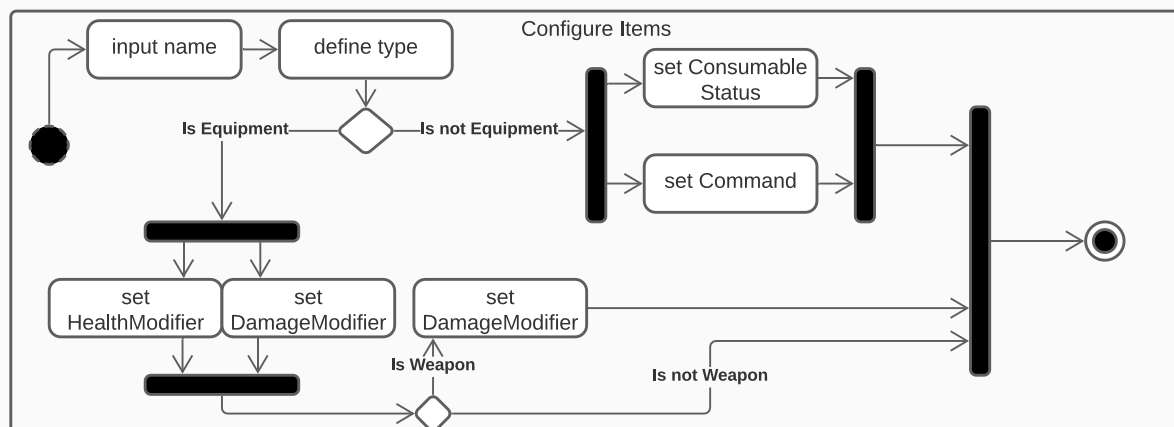 Configure Items
input name
define type
set Consumable
Status
Is Equipment
Is not Equipment
set Command
set
HealthModifier
set
DamageModifier
set
DamageModifier
Is Weapon
Is not Weapon